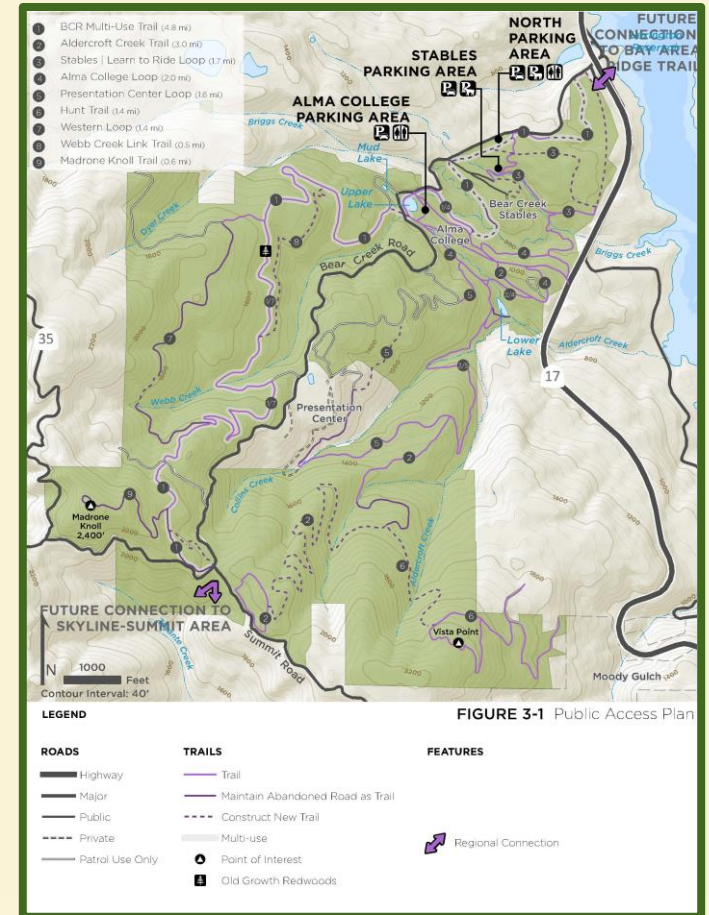 1 BCR Multi-Use Trail (4.8 mi)
2 Aldercroft Creek Trail (3.0 mi)
3 Stables | Learn to Ride Loop (1.7 mi)
4 Alma College Loop (2.0 mi)
5 Presentation Center Loop (1.6 mi)
6 Hunt Trail (1.4 mi)
7 Western Loop (1.4 mi)
8 Webb Creek Link Trail (0.5 mi)
9 Madrone Knoll Trail (0.6 mi)
NORTH
PARKING
AREA
FUTURE
CONNECTION
TO BAY AREA
RIDGE TRAIL
STABLES
PARKING AREA
ALMA COLLEGE
PARKING AREA
Briggs Creek
Mud
Lake
Upper
Lake
Dyer Creek
Bear Creek
Stables
Alma
College
Bear Creek Road
Briggs Creek
Lower
Lake
Aldercroft Creek
35
17
Webb Creek
Presentation
Center
Collins Creek
Aldercroft Creek
Madrone
Knoll
2,400'
FUTURE CONNECTION TO
SKYLINE-SUMMIT AREA
Summit Road
Vista Point
Moody Gulch
N
1000
Feet
Contour Interval: 40'
LEGEND
FIGURE 3-1 Public Access Plan
ROADS
Highway
Major
Public
Private
Patrol Use Only
TRAILS
Trail
Maintain Abandoned Road as Trail
Construct New Trail
Multi-use
Point of Interest
Old Growth Redwoods
FEATURES
Regional Connection